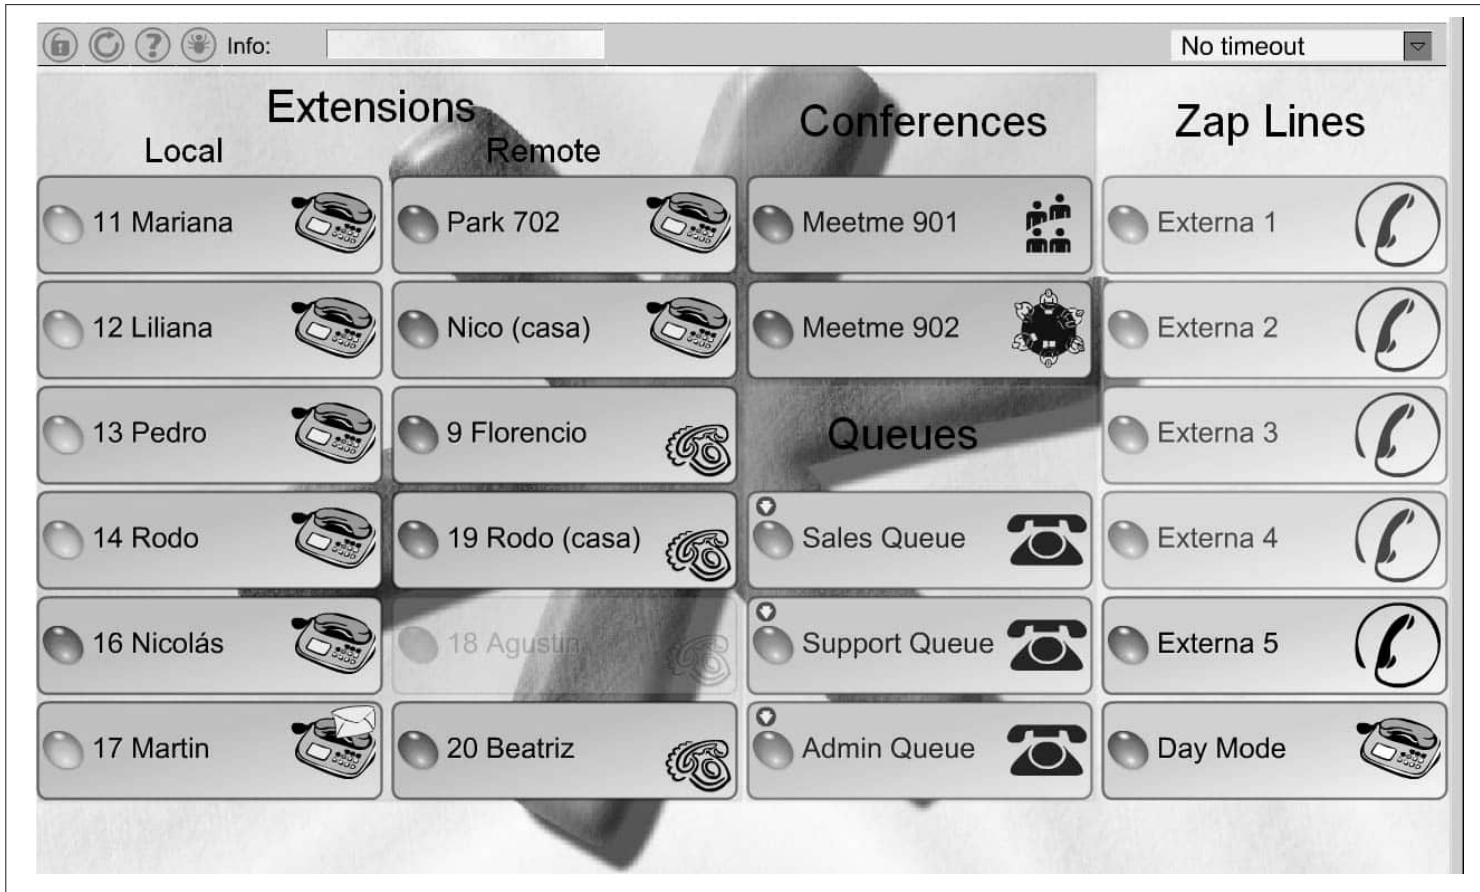 Info:
No timeout
Extensions
Local
Remote
11 Mariana
Park 702
12 Liliana
Nico (casa)
13 Pedro
9 Florencio
14 Rodo
19 Rodo (casa)
16 Nicolás
18 Agustin
17 Martin
20 Beatriz
Conferences
Meetme 901
Meetme 902
Queues
Sales Queue
Support Queue
Admin Queue
Zap Lines
Externa 1
Externa 2
Externa 3
Externa 4
Externa 5
Day Mode